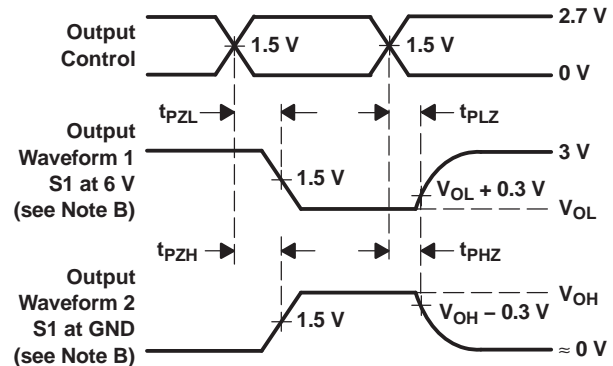 Output
Control
1.5 V
1.5 V
2.7 V
0 V
tPZL
tPLZ
Output
Waveform 1
S1 at 6 V
(see Note B)
1.5 V
3 V
VOL + 0.3 V
VOL
tPZH
tPHZ
Output
Waveform 2
S1 at GND
(see Note B)
1.5 V
VOH
VOH − 0.3 V
≈ 0 V